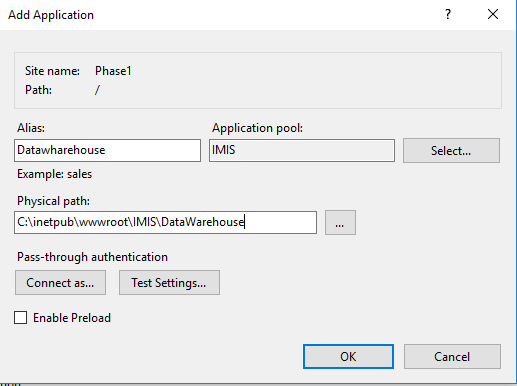 Add Application
?
Site name: Phase1
Path: /
Alias: Application pool:
Datawharehouse IMIS Select...
Example: sales
Physical path:
C:\inetpub\wwwroot\IMIS\DataWarehouse ...
Pass-through authentication
Connect as... Test Settings...
Enable Preload
OK Cancel